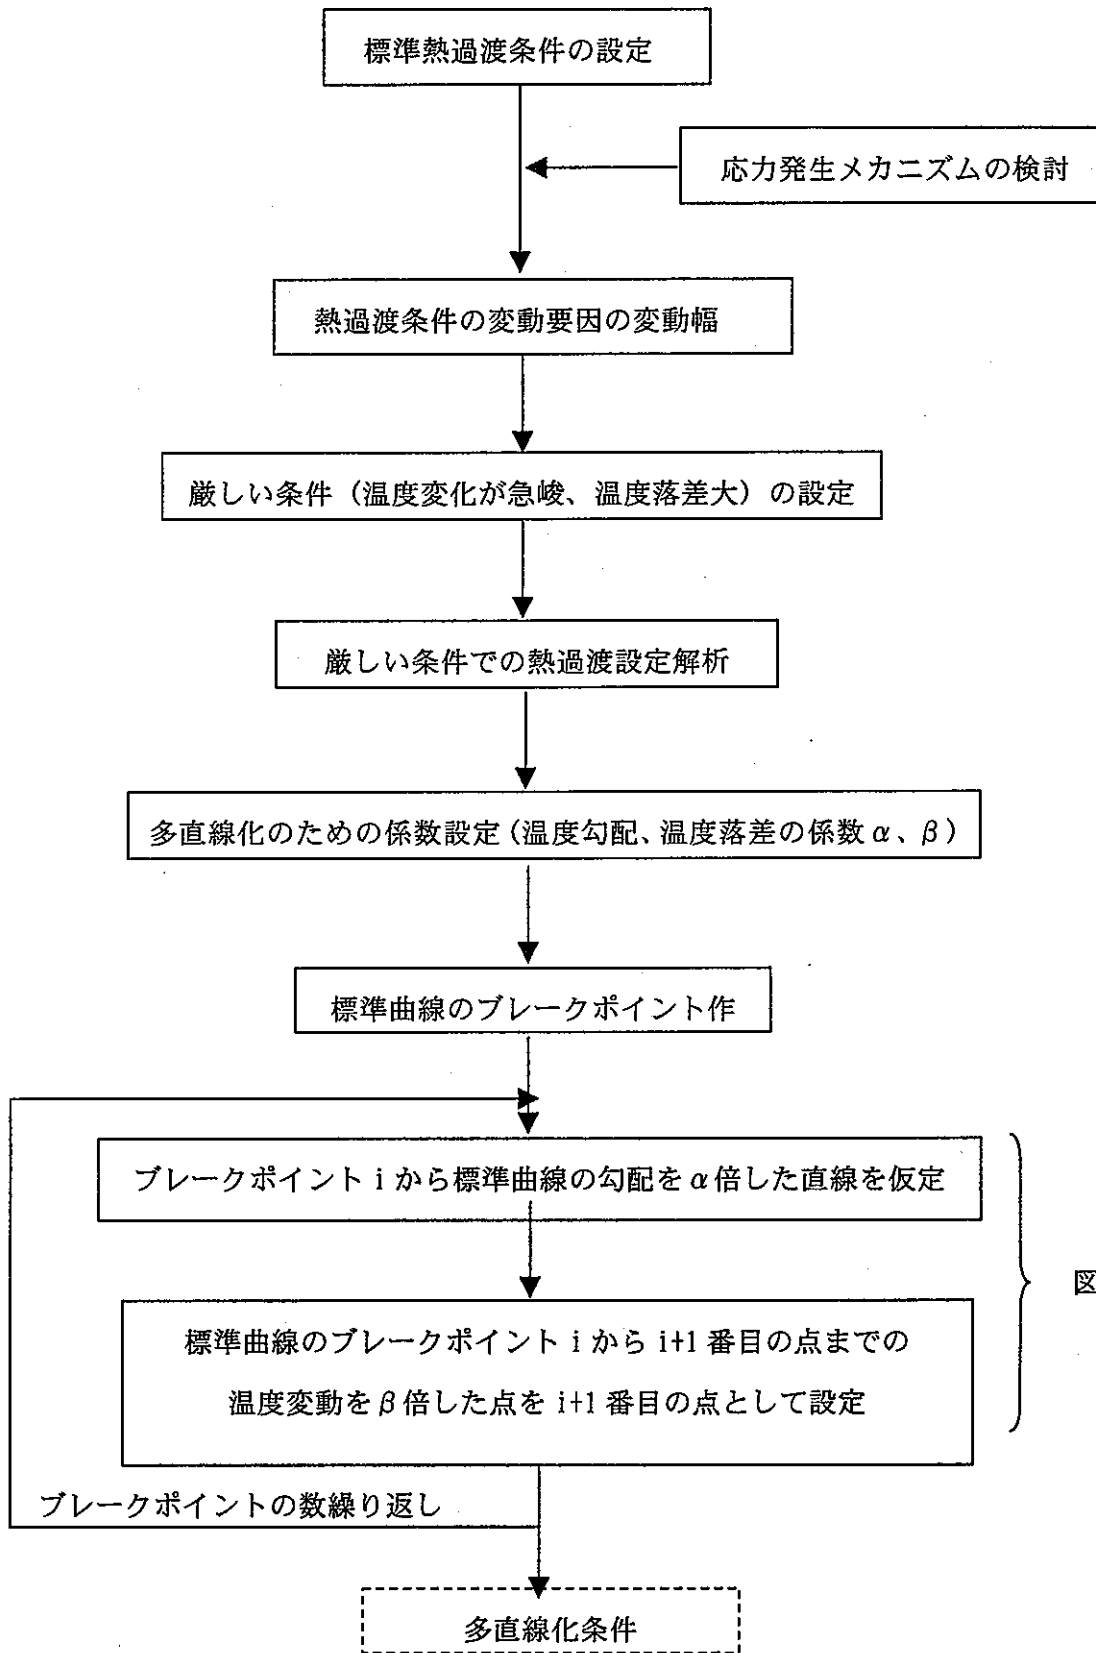 標準熱過渡条件の設定
応力発生メカニズムの検討
熱過渡条件の変動要因の変動幅
厳しい条件（温度変化が急峻、温度落差大）の設定
厳しい条件での熱過渡設定解析
多直線化のための係数設定（温度勾配、温度落差の係数α、β）
標準曲線のブレークポイント作
ブレークポイント i から標準曲線の勾配をα倍した直線を仮定
図
標準曲線のブレークポイント i から i+1 番目の点までの
温度変動をβ倍した点を i+1 番目の点として設定
ブレークポイントの数繰り返し
多直線化条件